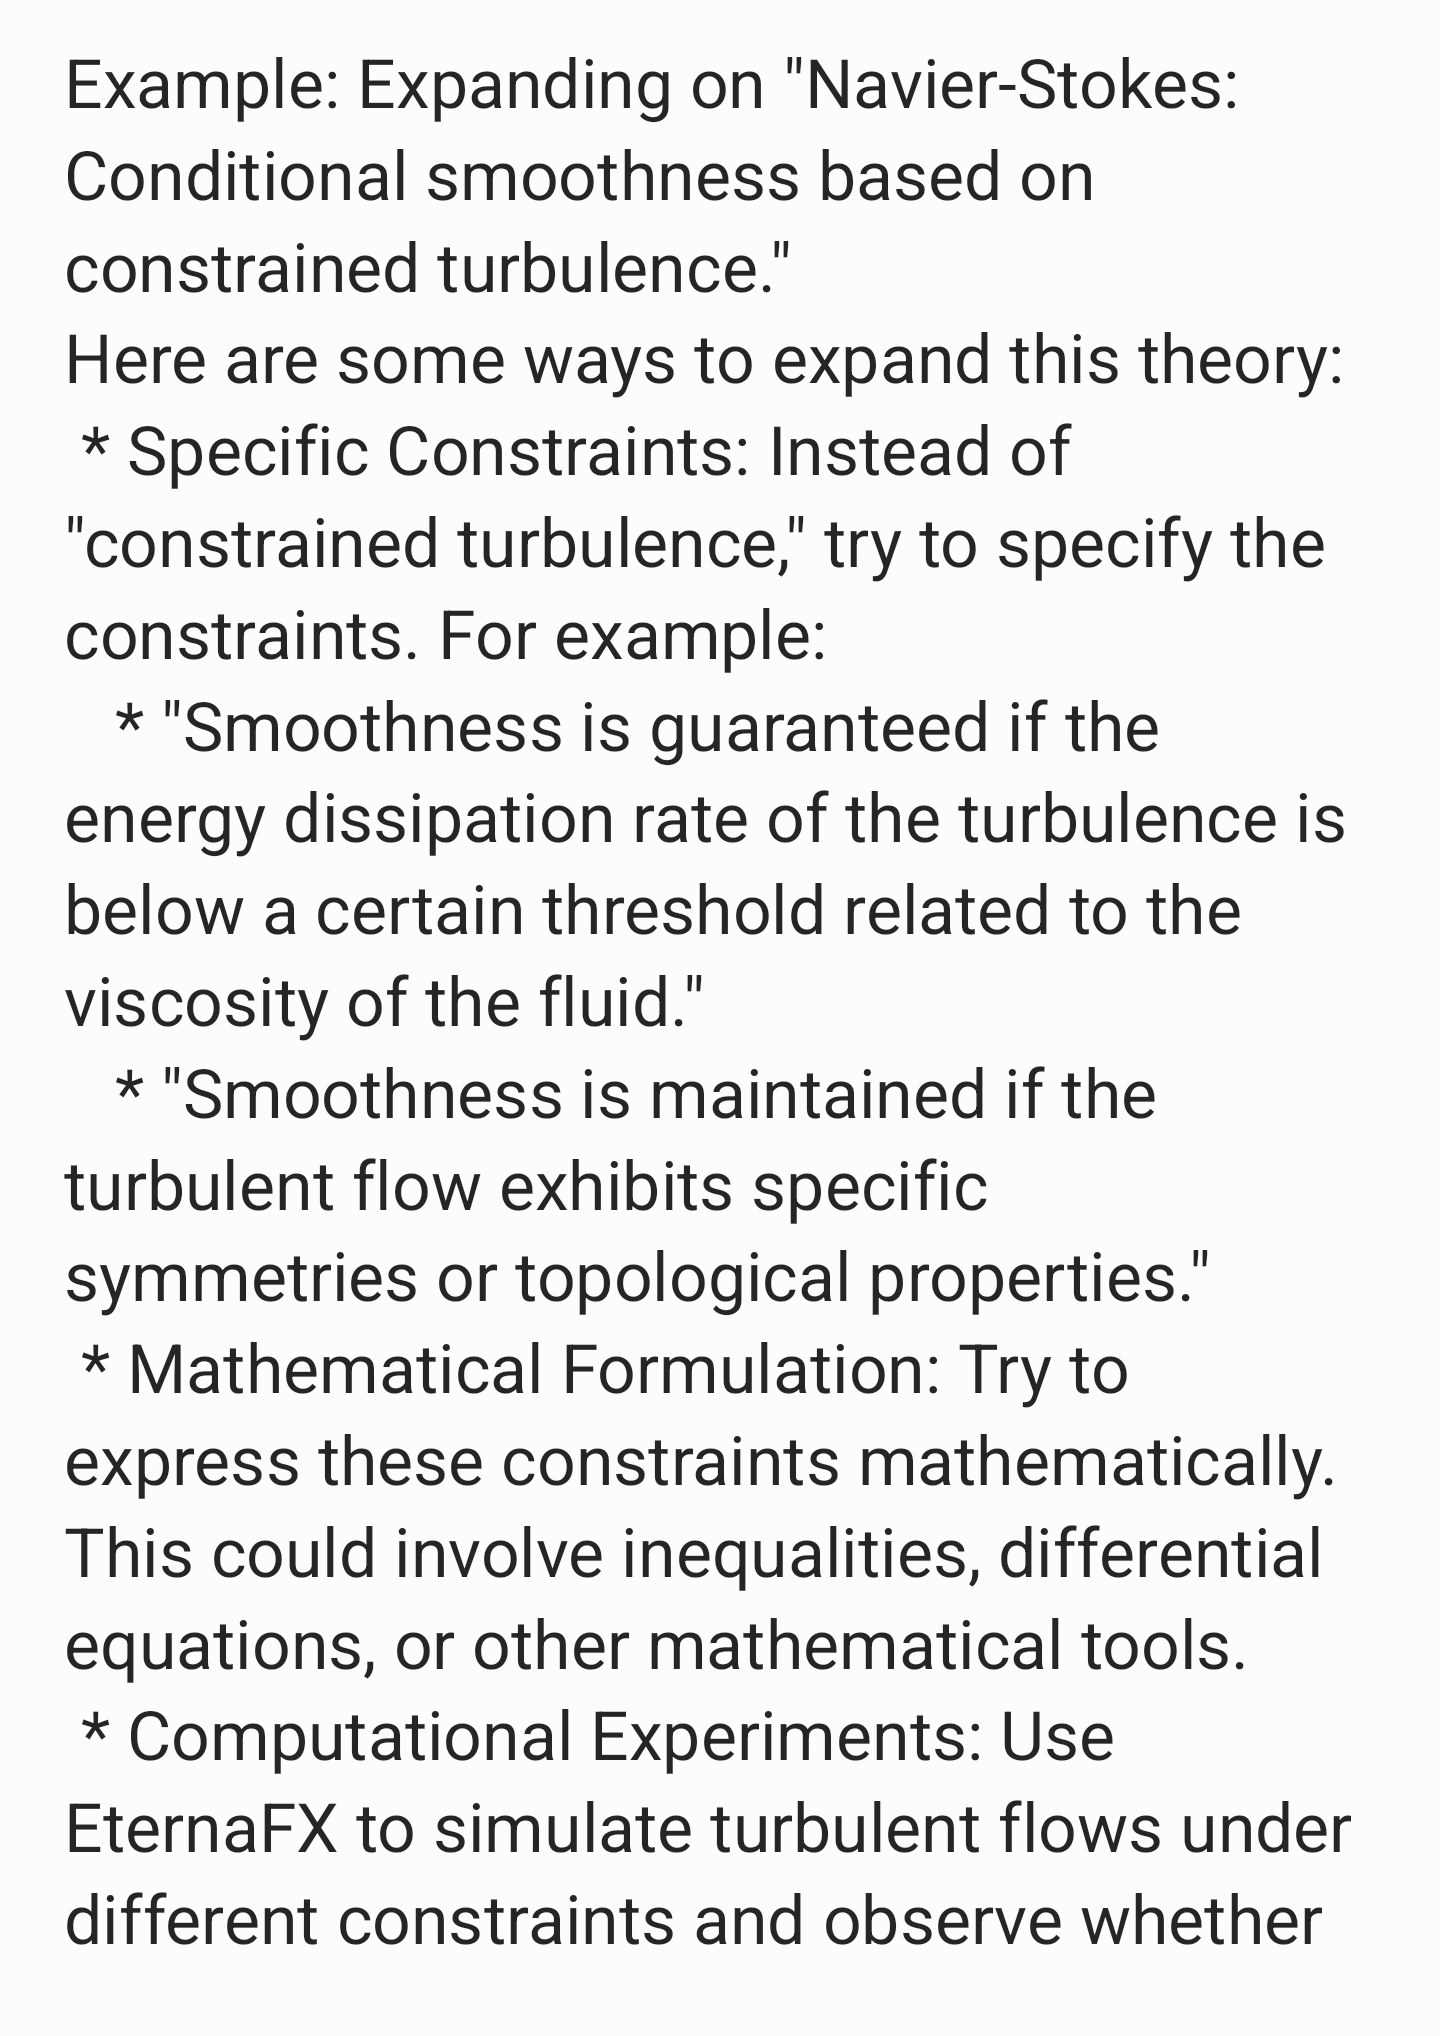 Example: Expanding on "Navier-Stokes:
Conditional smoothness based on
constrained turbulence."
Here are some ways to expand this theory:
* Specific Constraints: Instead of
"constrained turbulence," try to specify the
constraints. For example:
* "Smoothness is guaranteed if the
energy dissipation rate of the turbulence is
below a certain threshold related to the
viscosity of the fluid."
* "Smoothness is maintained if the
turbulent flow exhibits specific
symmetries or topological properties."
* Mathematical Formulation: Try to
express these constraints mathematically.
This could involve inequalities, differential
equations, or other mathematical tools.
* Computational Experiments: Use
EternaFX to simulate turbulent flows under
different constraints and observe whether